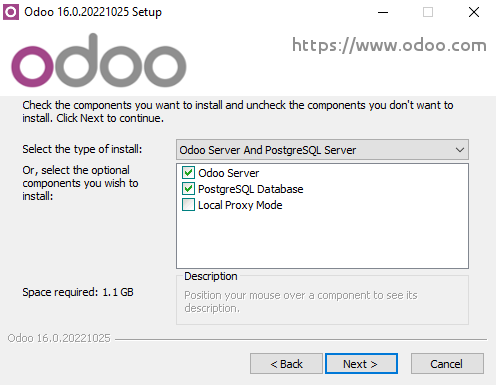 Odoo 16.0.20221025 Setup
odoo
https://www.odoo.com
Check the components you want to install and uncheck the components you don't want to
install. Click Next to continue.
Select the type of install:
Odoo Server And PostgreSQL Server
Or, select the optional
components you wish to
install:
Odoo Server
PostgreSQL Database
Local Proxy Mode
Space required: 1.1 GB
Description
Position your mouse over a component to see its
description.
Odoo 16.0.20221025
< Back
Next >
Cancel